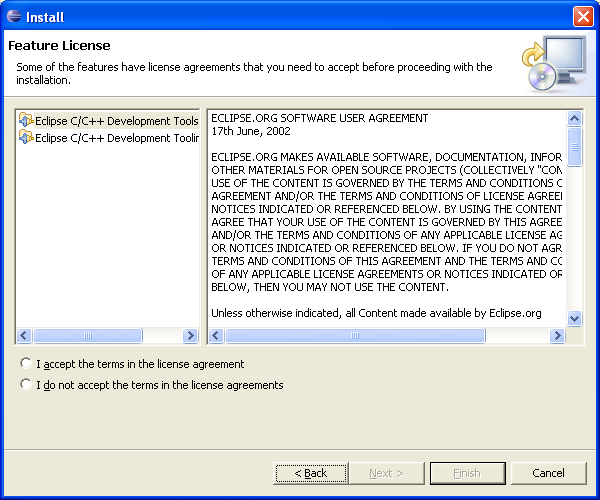 Install
Feature License
Some of the features have license agreements that you need to accept before proceeding with the
installation.
Eclipse C/C++ Development Tools
Eclipse C/C++ Development Toolin
ECLIPSE.ORG SOFTWARE USER AGREEMENT
17th June, 2002
ECLIPSE.ORG MAKES AVAILABLE SOFTWARE, DOCUMENTATION, INFOR
OTHER MATERIALS FOR OPEN SOURCE PROJECTS (COLLECTIVELY "CON
USE OF THE CONTENT IS GOVERNED BY THE TERMS AND CONDITIONS O
AGREEMENT AND/OR THE TERMS AND CONDITIONS OF LICENSE AGREE
NOTICES INDICATED OR REFERENCED BELOW. BY USING THE CONTENT
AGREE THAT YOUR USE OF THE CONTENT IS GOVERNED BY THIS AGREE
AND/OR THE TERMS AND CONDITIONS OF ANY APPLICABLE LICENSE AG
OR NOTICES INDICATED OR REFERENCED BELOW. IF YOU DO NOT AGR
TERMS AND CONDITIONS OF THIS AGREEMENT AND THE TERMS AND CO
OF ANY APPLICABLE LICENSE AGREEMENTS OR NOTICES INDICATED OR
BELOW, THEN YOU MAY NOT USE THE CONTENT.
Unless otherwise indicated, all Content made available by Eclipse.org
I accept the terms in the license agreement
I do not accept the terms in the license agreements
< Back
Next >
Finish
Cancel